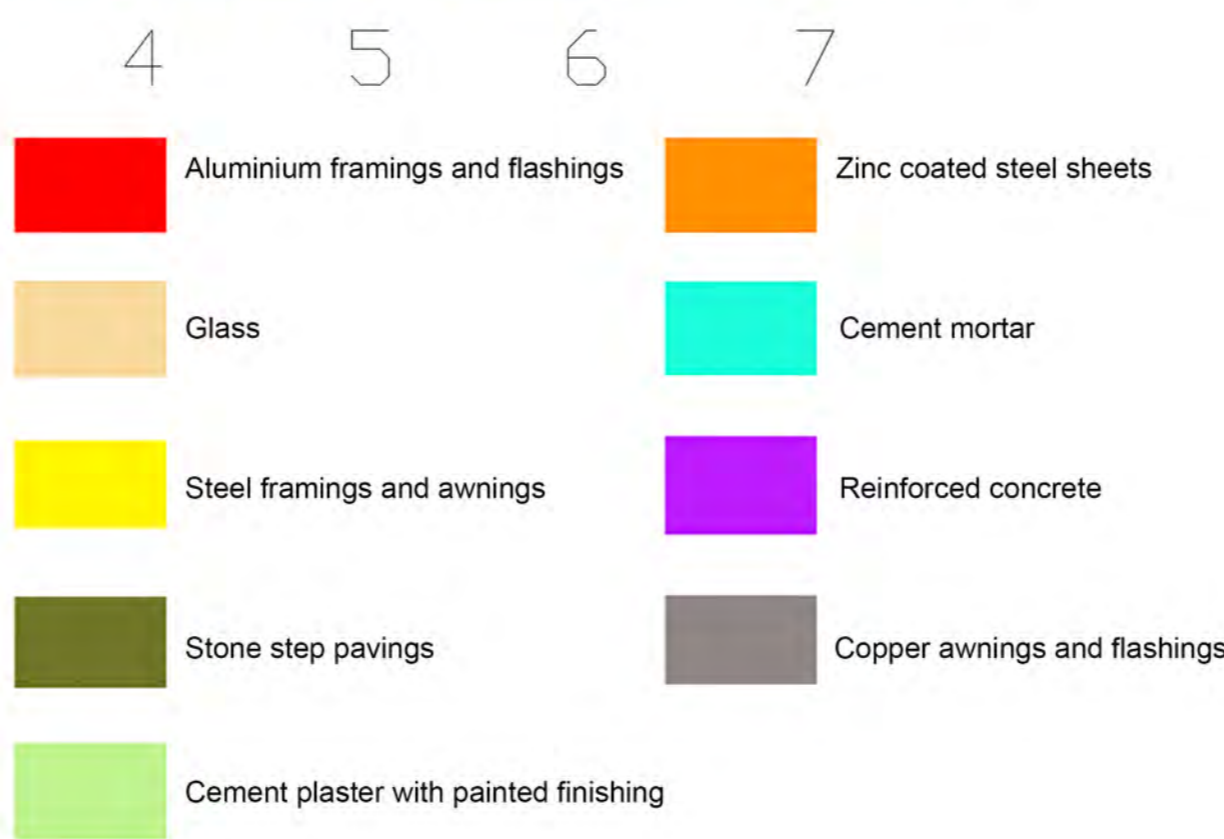 4 5 6 7
Aluminium framings and flashings
Zinc coated steel sheets
Glass
Cement mortar
Steel framings and awnings
Reinforced concrete
Stone step pavings
Copper awnings and flashings
Cement plaster with painted finishing